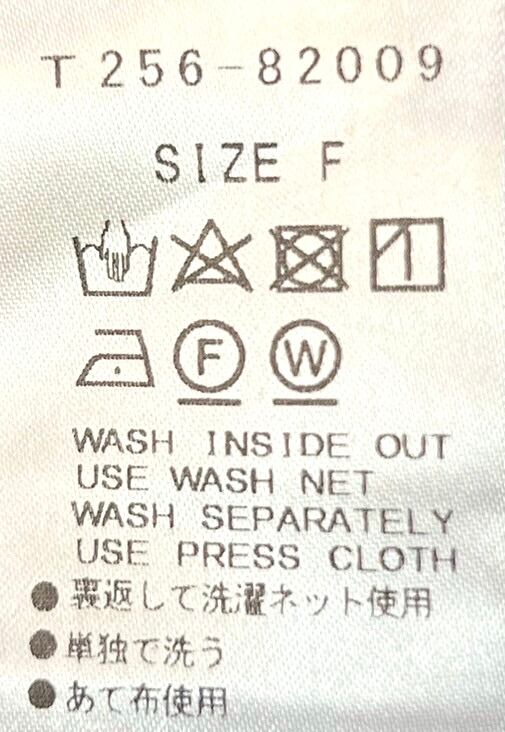 T 256-82009
SIZE F
F W
WASH INSIDE OUT
USE WASH NET
WASH SEPARATELY
USE PRESS CLOTH
●裏返して洗濯ネット使用
●単独で洗う
●あて布使用